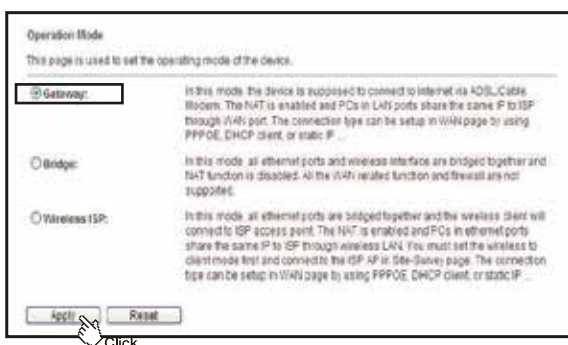 Operation Mode
This page is used to set the operating mode of the device.
Gateway:
In this mode, the device is supposed to connect to internet via ADSL/Cable
Modem. The NAT is enabled and PCs in LAN ports share the same IP to ISP
through WAN port. The connection type can be setup in WAN page by using
PPPOE, DHCP client, or static IP ...
Bridge:
In this mode, all ethernet ports and wireless interface are bridged together and
NAT function is disabled. All the WAN related function and firewall are not
supported.
Wireless ISP:
In this mode, all ethernet ports are bridged together and the wireless client will
connect to ISP access point. The NAT is enabled and PCs in ethernet ports
share the same IP to ISP through wireless LAN. You must set the wireless to
client mode first and connect to the ISP AP in Site-Survey page. The connection
type can be setup in WAN page by using PPPOE, DHCP client, or static IP ...
Apply Reset
Click